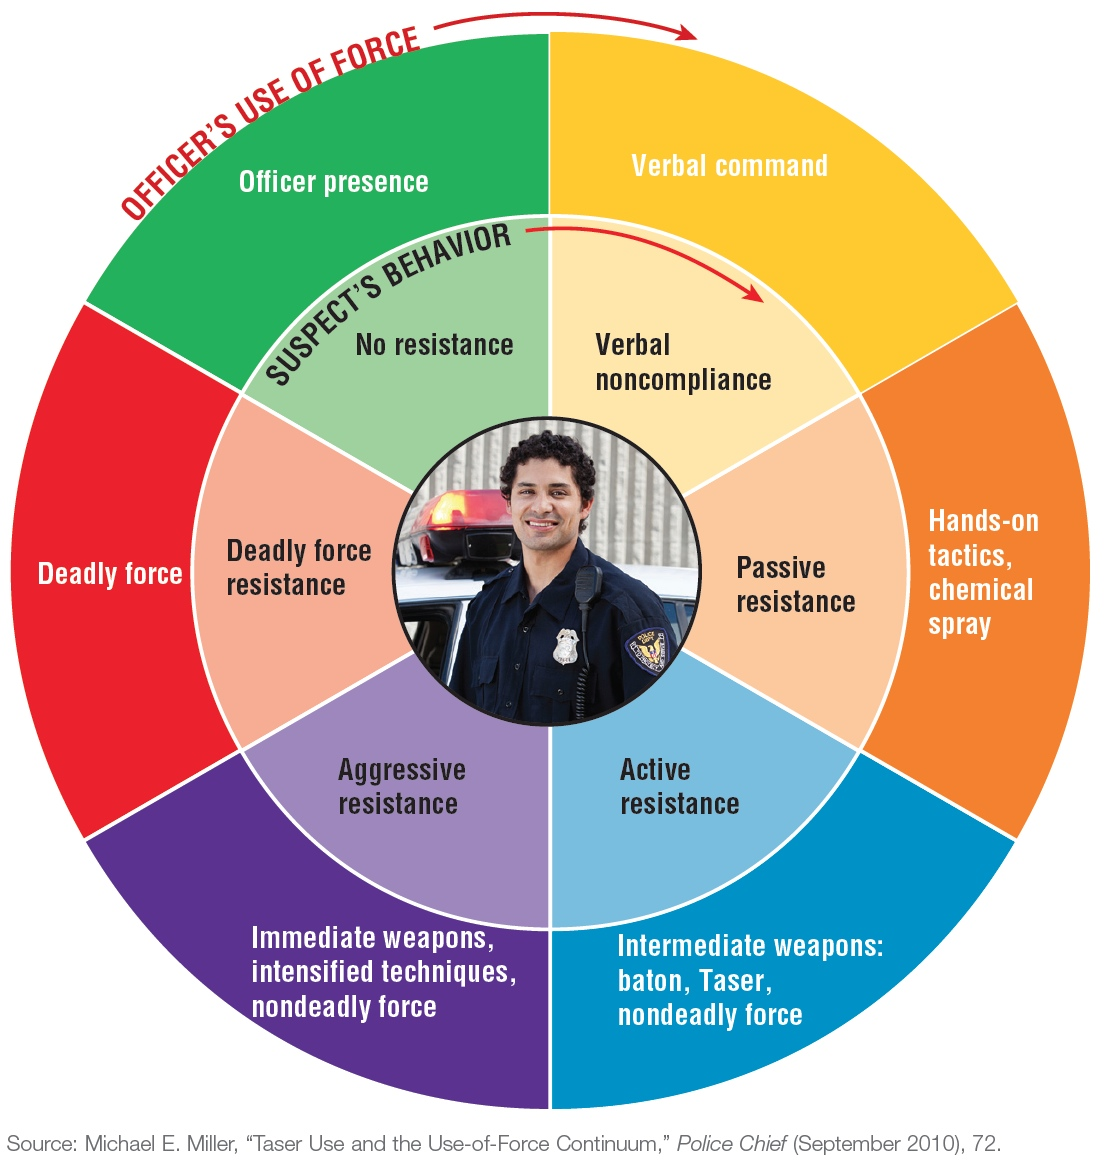 OFFICER'S USE OF FORCE
Officer presence
Verbal command
SUSPECT'S BEHAVIOR
No resistance
Verbal
noncompliance
Hands-on
tactics,
chemical
spray
Passive
resistance
Deadly force
Deadly force
resistance
Aggressive
resistance
Active
resistance
Immediate weapons,
intensified techniques,
nondeadly force
Intermediate weapons:
baton, Taser,
nondeadly force
POLICE
Source: Michael E. Miller, “Taser Use and the Use-of-Force Continuum,” Police Chief (September 2010), 72.